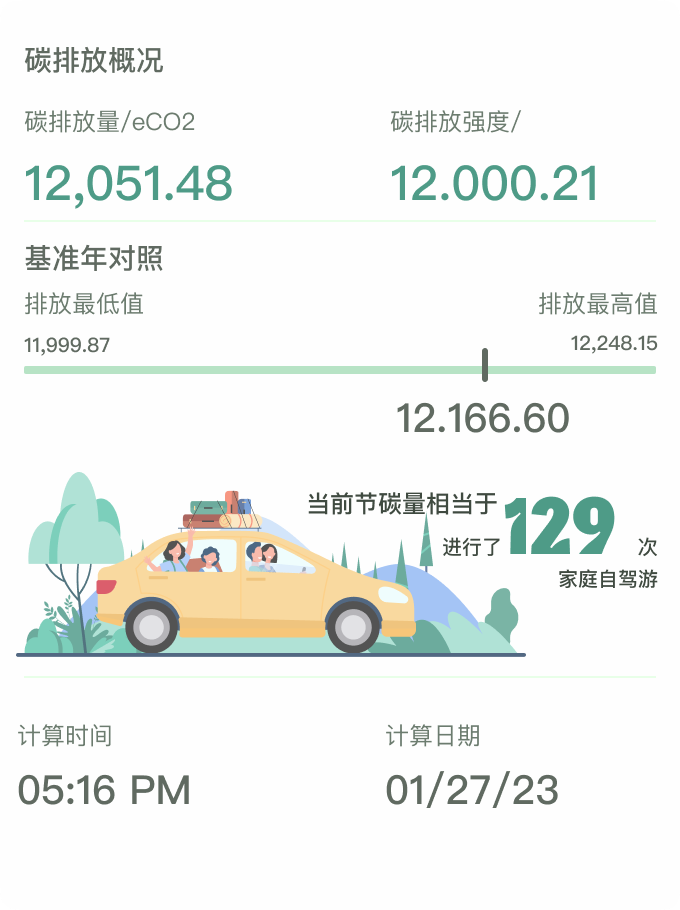 碳排放概况
碳排放量/eCO2
碳排放强度/
12,051.48
12.000.21
基准年对照
排放最低值
排放最高值
11,999.87
12,248.15
12.166.60
当前节碳量相当于
进行了 129 次
家庭自驾游
计算时间
计算日期
05:16 PM
01/27/23